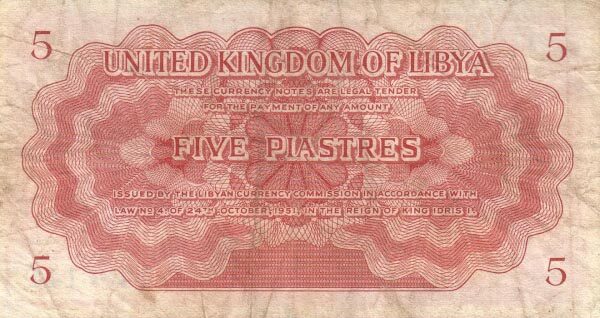 5 5
UNITED KINGDOM OF LIBYA
THESE CURRENCY NOTES ARE LEGAL TENDER
FOR THE PAYMENT OF ANY AMOUNT
FIVE PIASTRES
ISSUED BY THE LIBYAN CURRENCY COMMISSION IN ACCORDANCE WITH
LAW No 4. OF 24TH OCTOBER, 1951, IN THE REIGN OF KING IDRIS I.
5 5